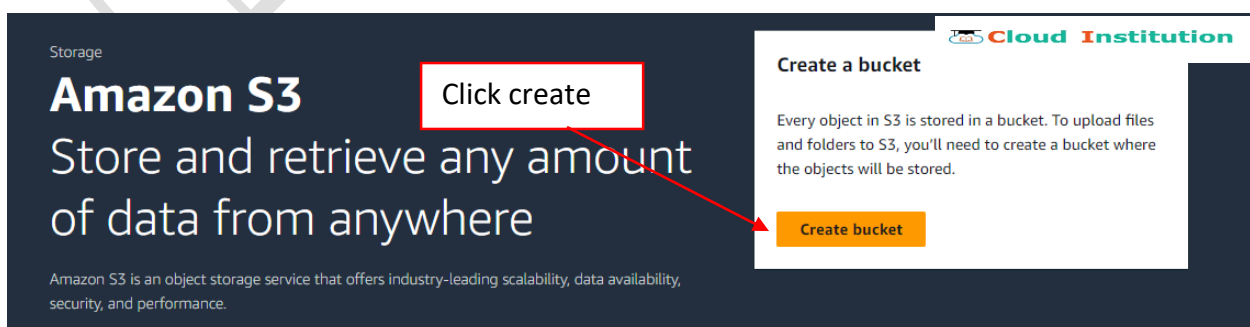 Cloud Institution
Storage
Amazon S3
Store and retrieve any amount
of data from anywhere
Amazon S3 is an object storage service that offers industry-leading scalability, data availability,
security, and performance.
Click create
Create a bucket
Every object in S3 is stored in a bucket. To upload files
and folders to S3, you'll need to create a bucket where
the objects will be stored.
Create bucket